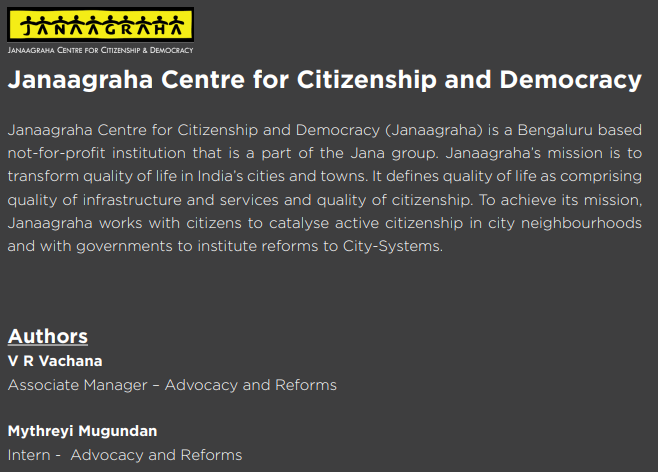 JANAAGRAHA
JANAAGRAHA CENTRE FOR CITIZENSHIP & DEMOCRACY
Janaagraha Centre for Citizenship and Democracy
Janaagraha Centre for Citizenship and Democracy (Janaagraha) is a Bengaluru based
not-for-profit institution that is a part of the Jana group. Janaagraha’s mission is to
transform quality of life in India’s cities and towns. It defines quality of life as comprising
quality of infrastructure and services and quality of citizenship. To achieve its mission,
Janaagraha works with citizens to catalyse active citizenship in city neighbourhoods
and with governments to institute reforms to City-Systems.
Authors
V R Vachana
Associate Manager – Advocacy and Reforms
Mythreyi Mugundan
Intern - Advocacy and Reforms